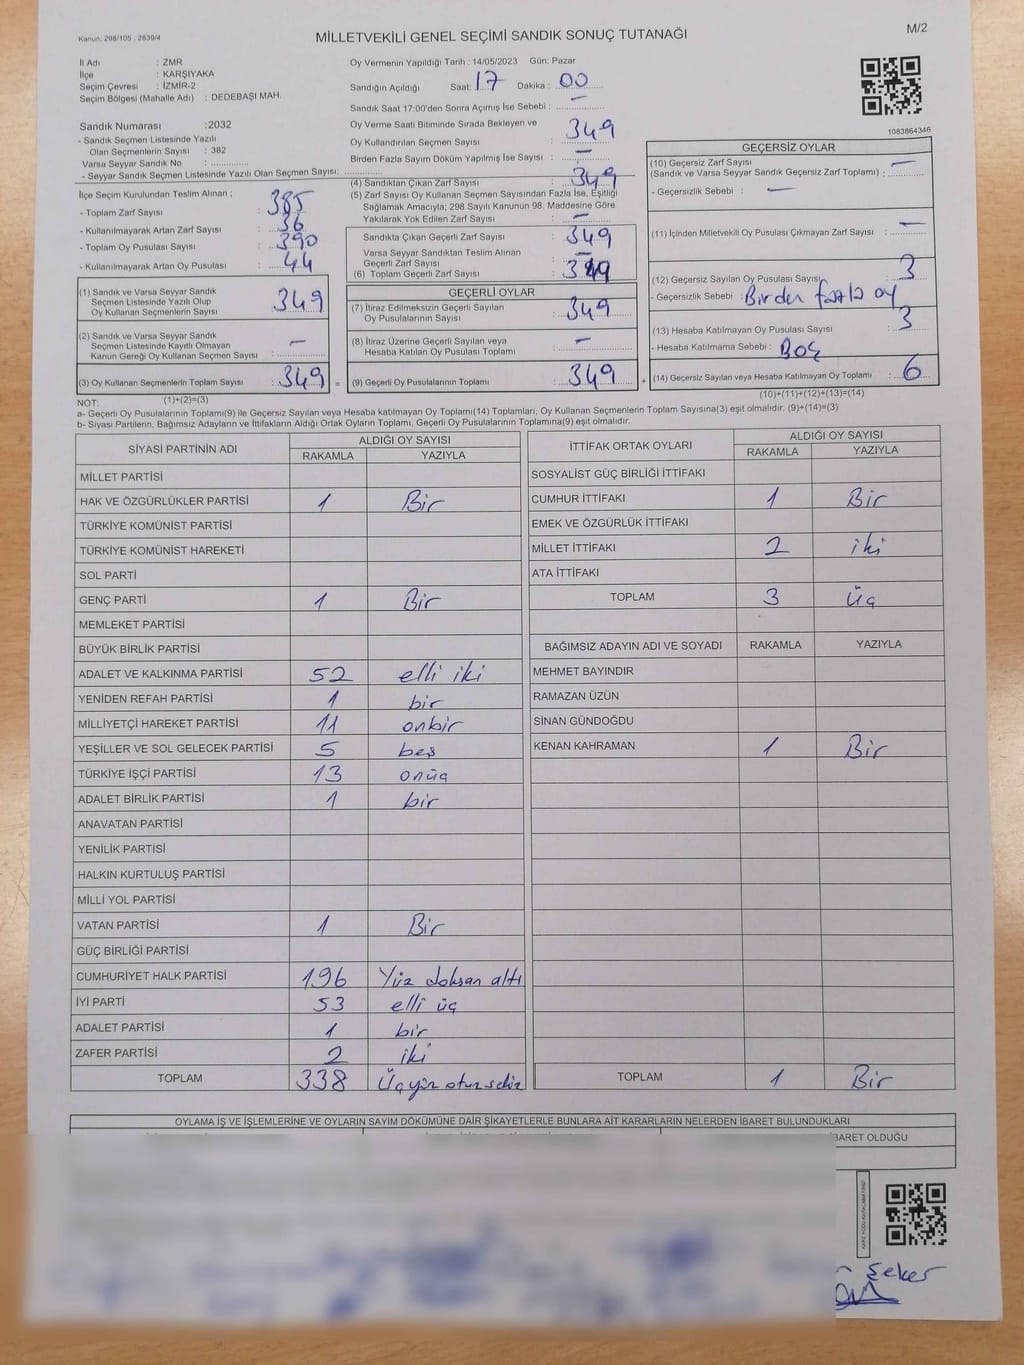 Kanun: 298/105 , 2839/4
MİLLETVEKİLİ GENEL SEÇİMİ SANDIK SONUÇ TUTANAĞI
M/2
İl Adı : ZMR
İlçe : KARŞIYAKA
Seçim Çevresi : İZMİR-2
Seçim Bölgesi (Mahalle Adı) : DEDEBAŞI MAH.
Sandık Numarası :2032
- Sandık Seçmen Listesinde Yazılı
Olan Seçmenlerin Sayısı : 382
Varsa Seyyar Sandık No :
- Seyyar Sandık Seçmen Listesinde Yazılı Olan Seçmen Sayısı:
Oy Vermenin Yapıldığı Tarih : 14/05/2023 Gün: Pazar
Sandığın Açıldığı Saat: 17 Dakika : 00
Sandık Saat 17:00'den Sonra Açımış İse Sebebi : —
Oy Verme Saati Bitiminde Sırada Bekleyen ve
Oy Kullandırılan Seçmen Sayısı : 349
Birden Fazla Sayım Döküm Yapılmış İse Sayısı : —
1083864346
İlçe Seçim Kurulundan Teslim Alınan ;
- Toplam Zarf Sayısı : 385
- Kullanılmayarak Artan Zarf Sayısı : 36
- Toplam Oy Pusulası Sayısı : 390
- Kullanılmayarak Artan Oy Pusulası : 44
(1) Sandık ve Varsa Seyyar Sandık
Seçmen Listesinde Yazılı Olup
Oy Kullanan Seçmenlerin Sayısı : 349
(2) Sandık ve Varsa Seyyar Sandık
Seçmen Listesinde Kayıtlı Olmayan
Kanun Gereği Oy Kullanan Seçmen Sayısı : —
(3) Oy Kullanan Seçmenlerin Toplam Sayısı : 349 =
(1)+(2)=(3)
(4) Sandıktan Çıkan Zarf Sayısı : 349
(5) Zarf Sayısı Oy Kullanan Seçmen Sayısından Fazla İse, Eşitliği
Sağlamak Amacıyla; 298 Sayılı Kanunun 98. Maddesine Göre
Yakılarak Yok Edilen Zarf Sayısı : —
Sandıkta Çıkan Geçerli Zarf Sayısı : 349
Varsa Seyyar Sandıktan Teslim Alınan
Geçerli Zarf Sayısı : —
(6) Toplam Geçerli Zarf Sayısı : 349
GEÇERLİ OYLAR
(7) İtiraz Edilmeksizin Geçerli Sayılan
Oy Pusulalarının Sayısı : 349
(8) İtiraz Üzerine Geçerli Sayılan veya
Hesaba Katılan Oy Pusulası Toplamı : —
(9) Geçerli Oy Pusulalarının Toplamı : 349 +
GEÇERSİZ OYLAR
(10) Geçersiz Zarf Sayısı
(Sandık ve Varsa Seyyar Sandık Geçersiz Zarf Toplamı) : —
- Geçersizlik Sebebi : —
(11) İçinden Milletvekili Oy Pusulası Çıkmayan Zarf Sayısı : —
(12) Geçersiz Sayılan Oy Pusulası Sayısı : 3
- Geçersizlik Sebebi : Birden fazla oy
(13) Hesaba Katılmayan Oy Pusulası Sayısı : 3
- Hesaba Katılmama Sebebi : Boş
(14) Geçersiz Sayılan veya Hesaba Katılmayan Oy Toplamı : 6
(10)+(11)+(12)+(13)=(14)
NOT:
a- Geçerli Oy Pusulalarının Toplamı(9) ile Geçersiz Sayılan veya Hesaba katılmayan Oy Toplamı(14) Toplamları, Oy Kullanan Seçmenlerin Toplam Sayısına(3) eşit olmalıdır. (9)+(14)=(3)
b- Siyasi Partilerin, Bağımsız Adayların ve İttifakların Aldığı Ortak Oyların Toplamı, Geçerli Oy Pusulalarının Toplamına(9) eşit olmalıdır.
SİYASİ PARTİNİN ADI ALDIĞI OY SAYISI
RAKAMLA YAZIYLA
MİLLET PARTİSİ
HAK VE ÖZGÜRLÜKLER PARTİSİ 1 Bir
TÜRKİYE KOMÜNİST PARTİSİ
TÜRKİYE KOMÜNİST HAREKETİ
SOL PARTİ
GENÇ PARTİ 1 Bir
MEMLEKET PARTİSİ
BÜYÜK BİRLİK PARTİSİ
ADALET VE KALKINMA PARTİSİ 52 elli iki
YENİDEN REFAH PARTİSİ 1 bir
MİLLİYETÇİ HAREKET PARTİSİ 11 onbir
YEŞİLLER VE SOL GELECEK PARTİSİ 5 beş
TÜRKİYE İŞÇİ PARTİSİ 13 onüç
ADALET BİRLİK PARTİSİ 1 bir
ANAVATAN PARTİSİ
YENİLİK PARTİSİ
HALKIN KURTULUŞ PARTİSİ
MİLLİ YOL PARTİSİ
VATAN PARTİSİ 1 Bir
GÜÇ BİRLİĞİ PARTİSİ
CUMHURİYET HALK PARTİSİ 196 Yüz doksan altı
İYİ PARTİ 53 elli üç
ADALET PARTİSİ 1 bir
ZAFER PARTİSİ 2 iki
TOPLAM 338 Üçyüz otuz sekiz
İTTİFAK ORTAK OYLARI ALDIĞI OY SAYISI
RAKAMLA YAZIYLA
SOSYALİST GÜÇ BİRLİĞİ İTTİFAKI
CUMHUR İTTİFAKI 1 Bir
EMEK VE ÖZGÜRLÜK İTTİFAKI
MİLLET İTTİFAKI 2 iki
ATA İTTİFAKI
TOPLAM 3 Üç
BAĞIMSIZ ADAYIN ADI VE SOYADI RAKAMLA YAZIYLA
MEHMET BAYINDIR
RAMAZAN ÜZÜN
SİNAN GÜNDOĞDU
KENAN KAHRAMAN 1 Bir
TOPLAM 1 Bir
OYLAMA İŞ VE İŞLEMLERİNE VE OYLARIN SAYIM DÖKÜMÜNE DAİR ŞİKAYETLERLE BUNLARA AİT KARARLARIN NELERDEN İBARET BULUNDUKLARI
İBARET OLDUĞU
Şeker